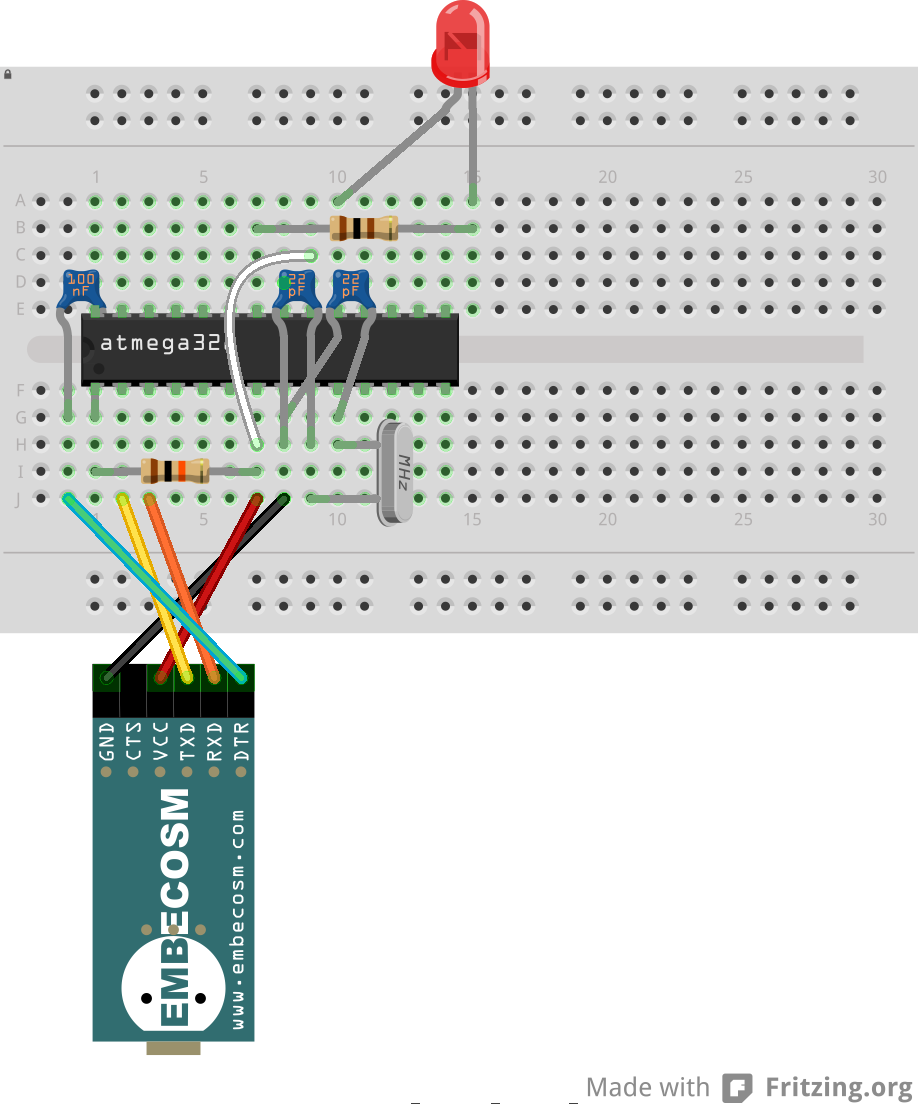 1 5 10 15 20 25 30
A
B
C
D
E
100
nF
22
pF
22
pF
atmega32
F
G
H
I
J
MHz
1 5 10 15 20 25 30
GND
CTS
VCC
TXD
RXD
DTR
EMBECOSM
www.embecosm.com
Made with Fritzing.org